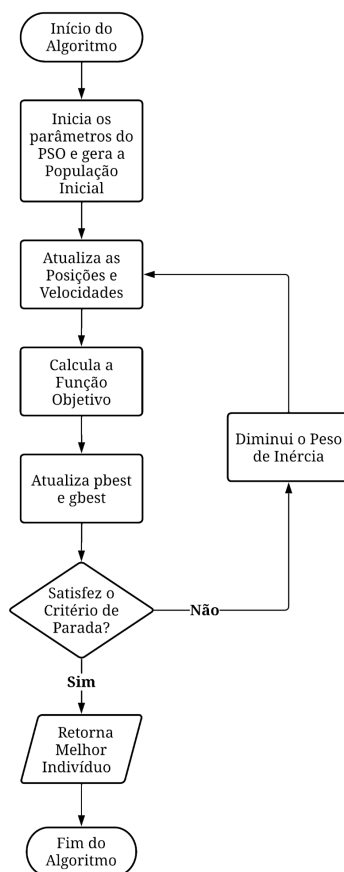 Início do
Algoritmo
Inicia os
parâmetros do
PSO e gera a
População
Inicial
Atualiza as
Posições e
Velocidades
Calcula a
Função
Objetivo
Diminui o Peso
de Inércia
Atualiza pbest
e gbest
Satisfez o
Critério de
Parada?
Não
Sim
Retorna
Melhor
Indivíduo
Fim do
Algoritmo